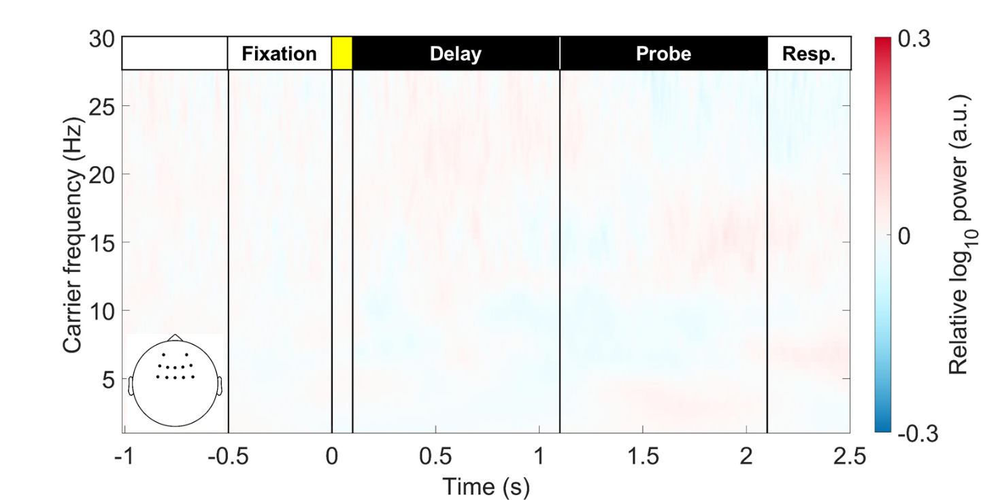 Fixation Delay Probe Resp.
30
25
20
15
10
5
Carrier frequency (Hz)
-1 -0.5 0 0.5 1 1.5 2 2.5
Time (s)
0.3
0
-0.3
Relative log10 power (a.u.)